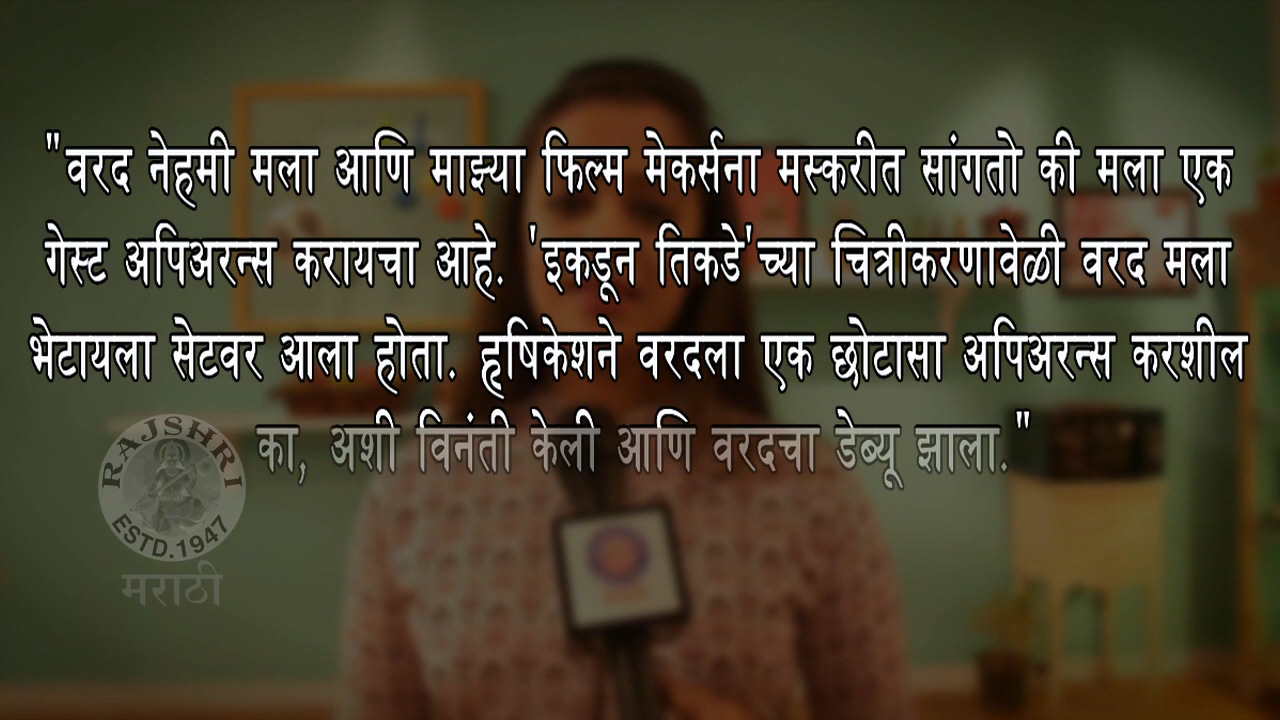 "वरद नेहमी मला आणि माझ्या फिल्म मेकर्सना मस्करीत सांगतो की मला एक
गेस्ट अपिअरन्स करायचा आहे. 'इकडून तिकडे'च्या चित्रीकरणावेळी वरद मला
भेटायला सेटवर आला होता. हृषिकेशने वरदला एक छोटासा अपिअरन्स करशील
का, अशी विनंती केली आणि वरदचा डेब्यू झाला."
RAJSHRI
ESTD.1947
मराठी